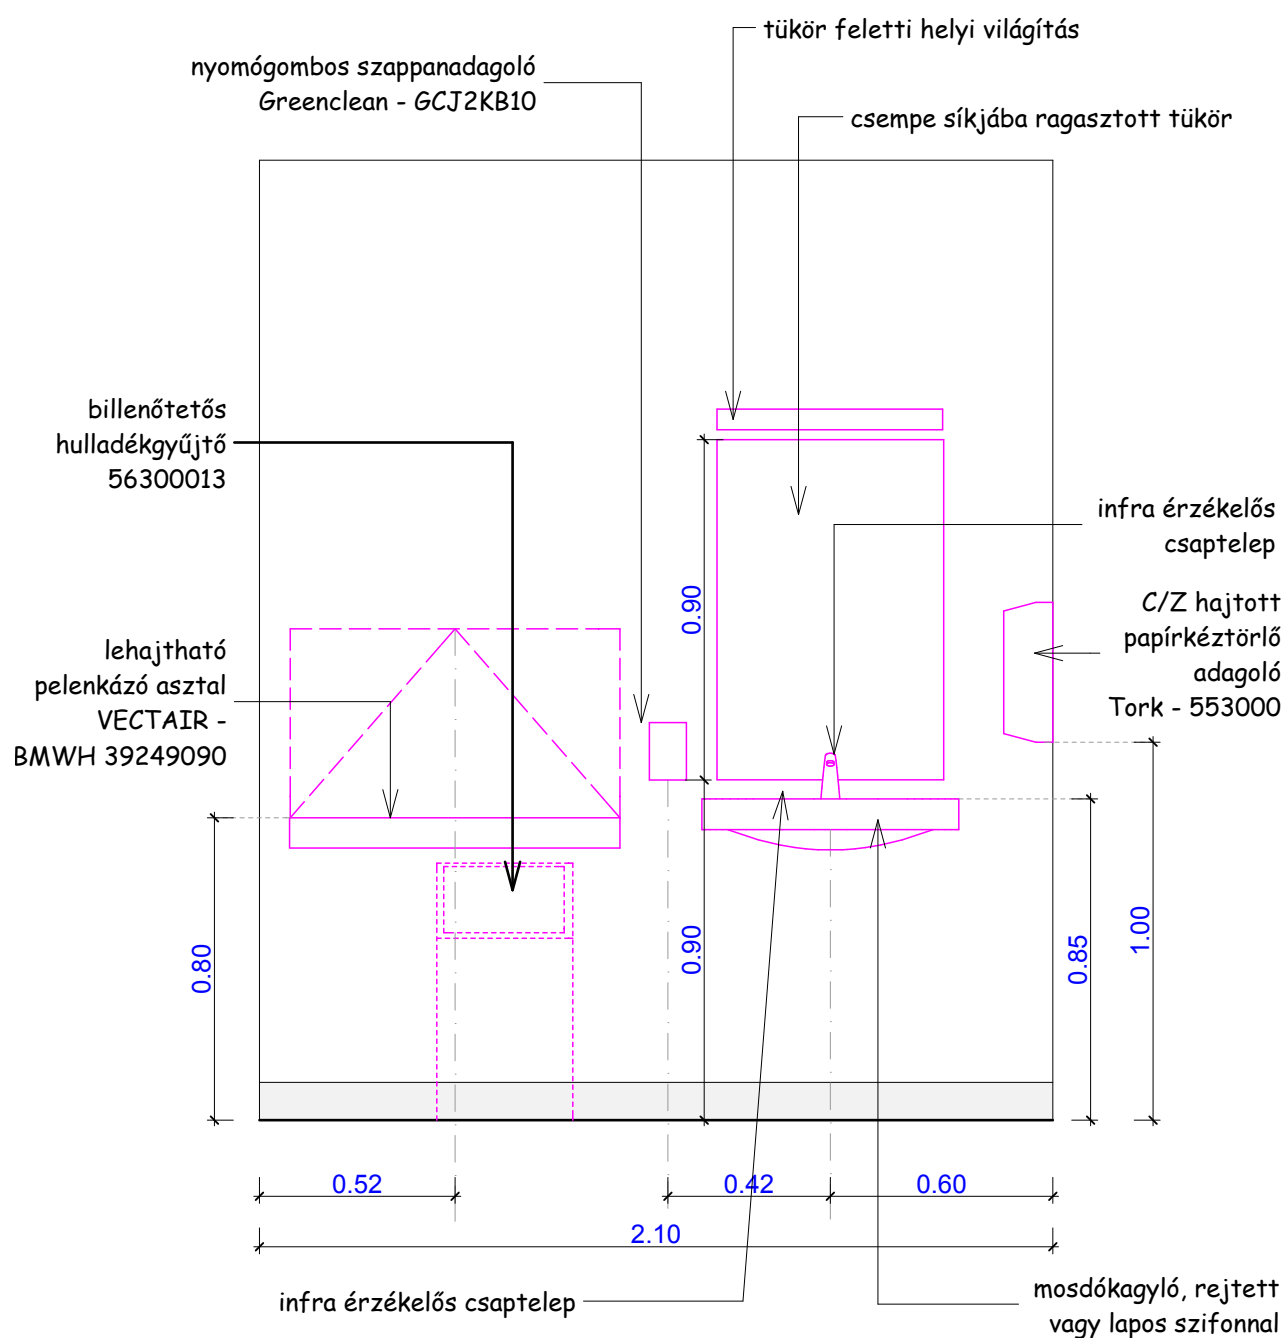 tükör feletti helyi világítás
nyomógombos szappanadagoló
Greenclean - GCJ2KB10
csempe síkjába ragasztott tükör
billenőtetős
hulladékgyűjtő
56300013
infra érzékelős
csaptelep
C/Z hajtott
papírkéztörlő
adagoló
Tork - 553000
lehajtható
pelenkázó asztal
VECTAIR -
BMWH 39249090
0.90
0.80
0.90
0.85
1.00
0.52
0.42
0.60
2.10
infra érzékelős csaptelep
mosdókagyló, rejtett
vagy lapos szifonnal